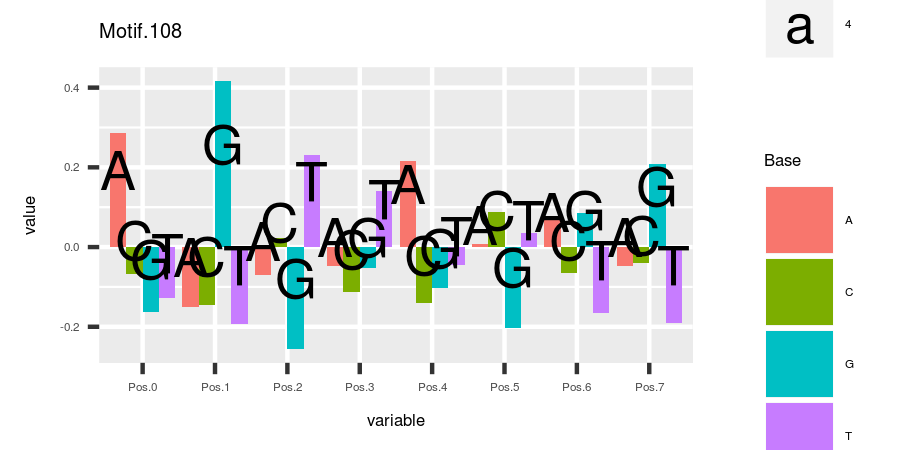 Motif.108
a 4
0.4
0.2
0.0
-0.2
value
A C G T A C G T A C G T A C G T A C G T A C G T A C G T A C G T
Pos.0 Pos.1 Pos.2 Pos.3 Pos.4 Pos.5 Pos.6 Pos.7
variable
Base
A
C
G
T